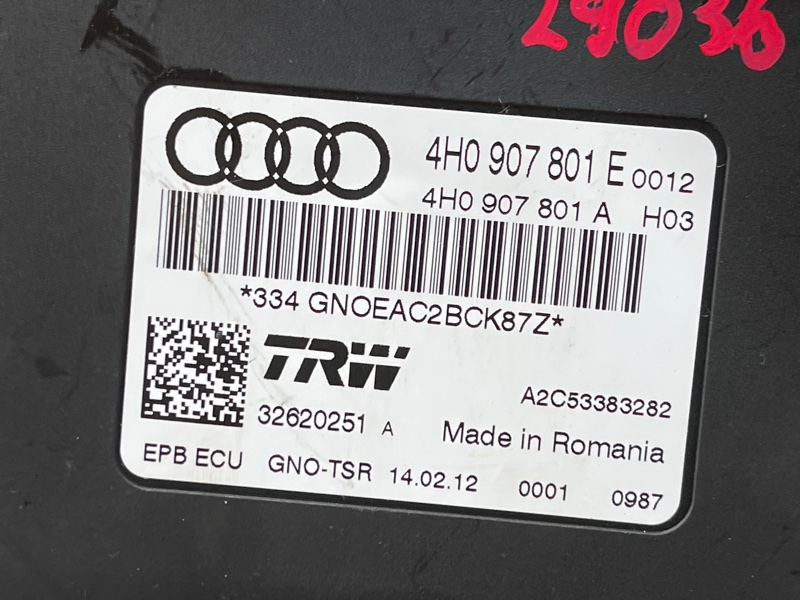 29036
4H0 907 801 E 0012
4H0 907 801 A H03
*334 GNOEAC2BCK87Z*
TRW
A2C53383282
32620251 A
Made in Romania
EPB ECU GNO-TSR 14.02.12 0001 0987